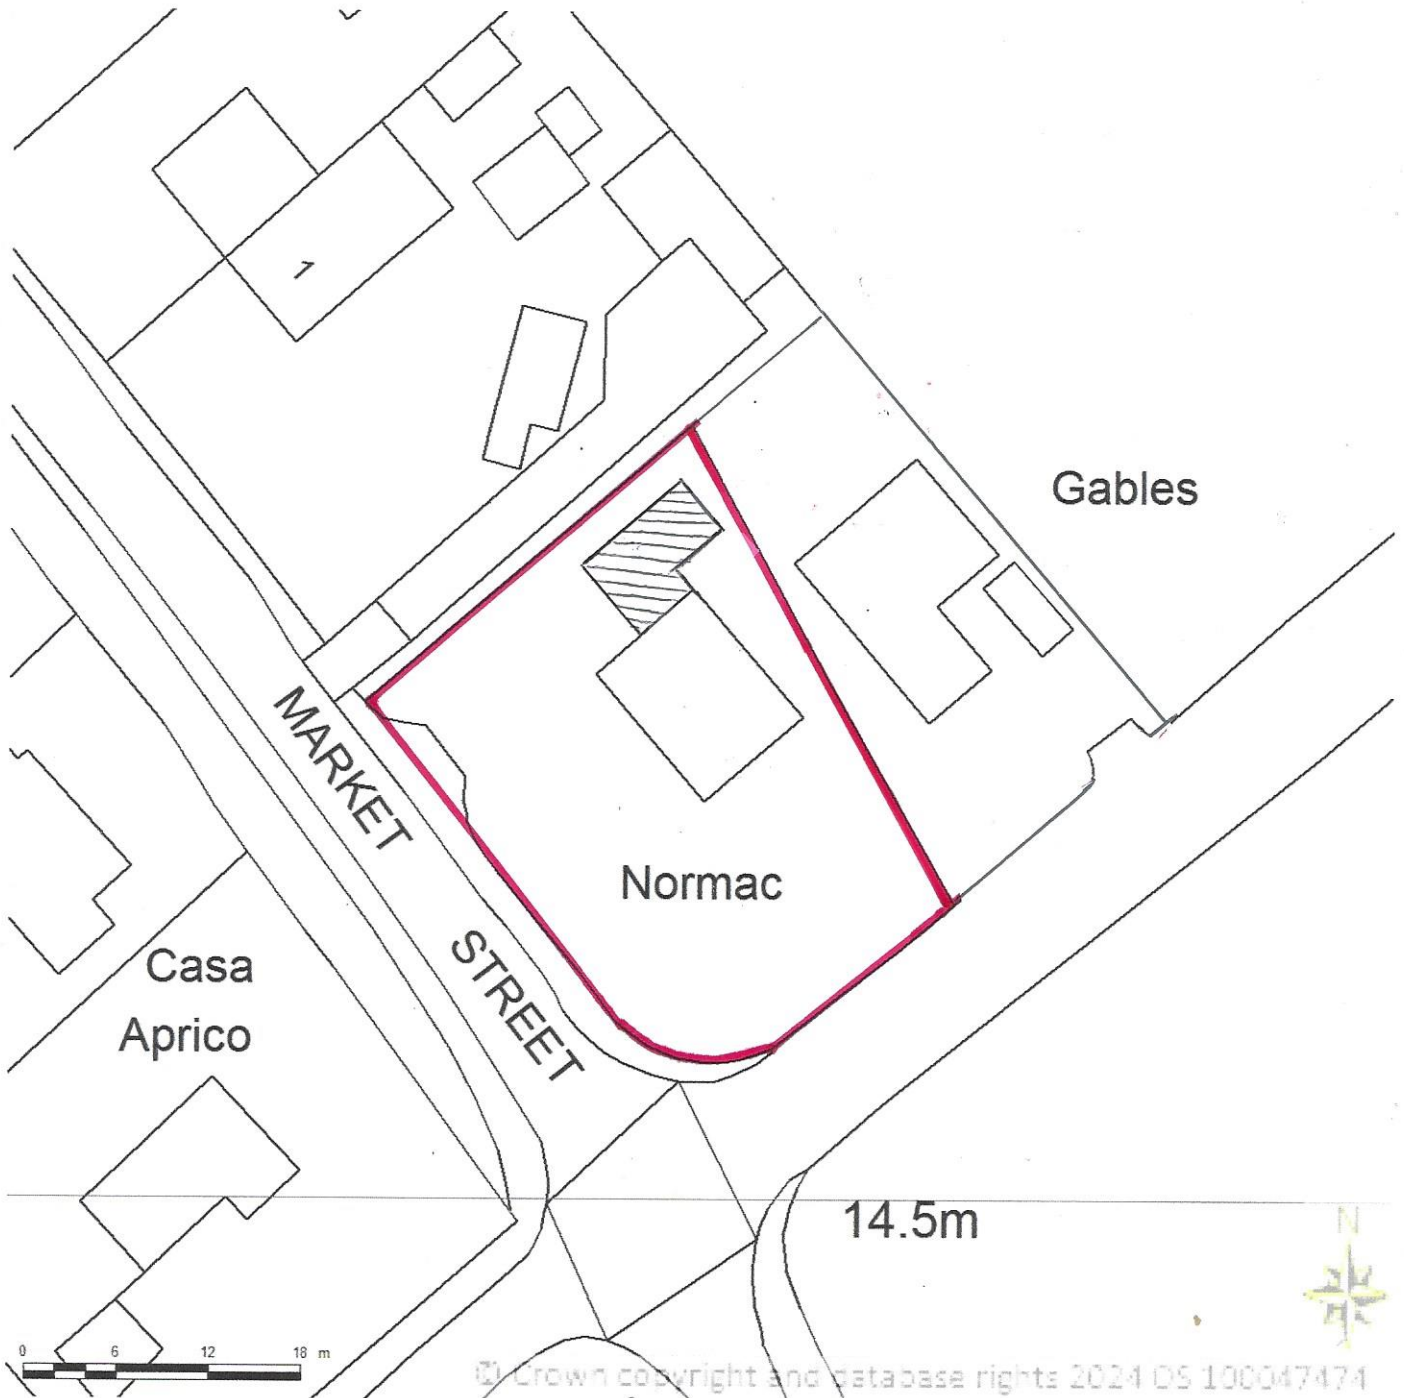 1
Gables
MARKET
STREET
Normac
Casa
Aprico
14.5m
N
0 6 12 18 m
© Crown copyright and database rights 2024 OS 100047474